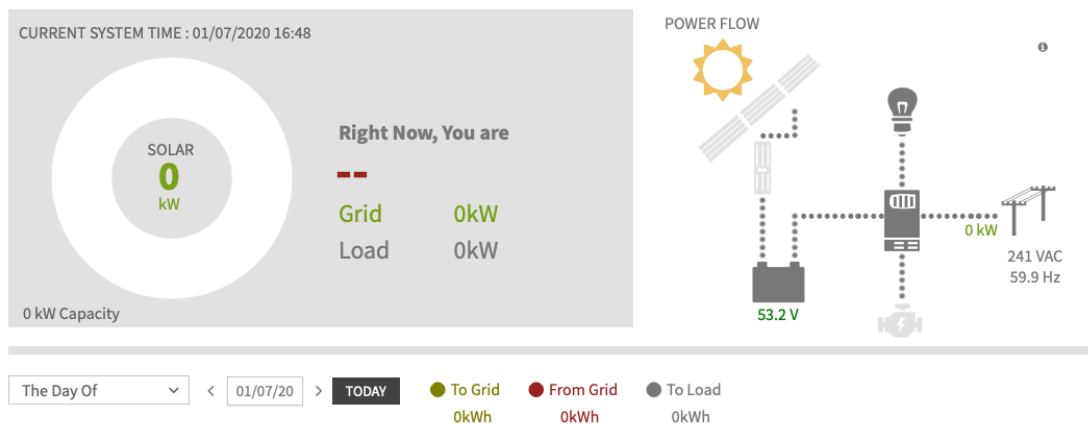 CURRENT SYSTEM TIME : 01/07/2020 16:48
SOLAR
0
kW
Right Now, You are
--
Grid 0kW
Load 0kW
0 kW Capacity
POWER FLOW
0 kW
241 VAC
59.9 Hz
53.2 V
The Day Of
01/07/20
TODAY
To Grid
0kWh
From Grid
0kWh
To Load
0kWh